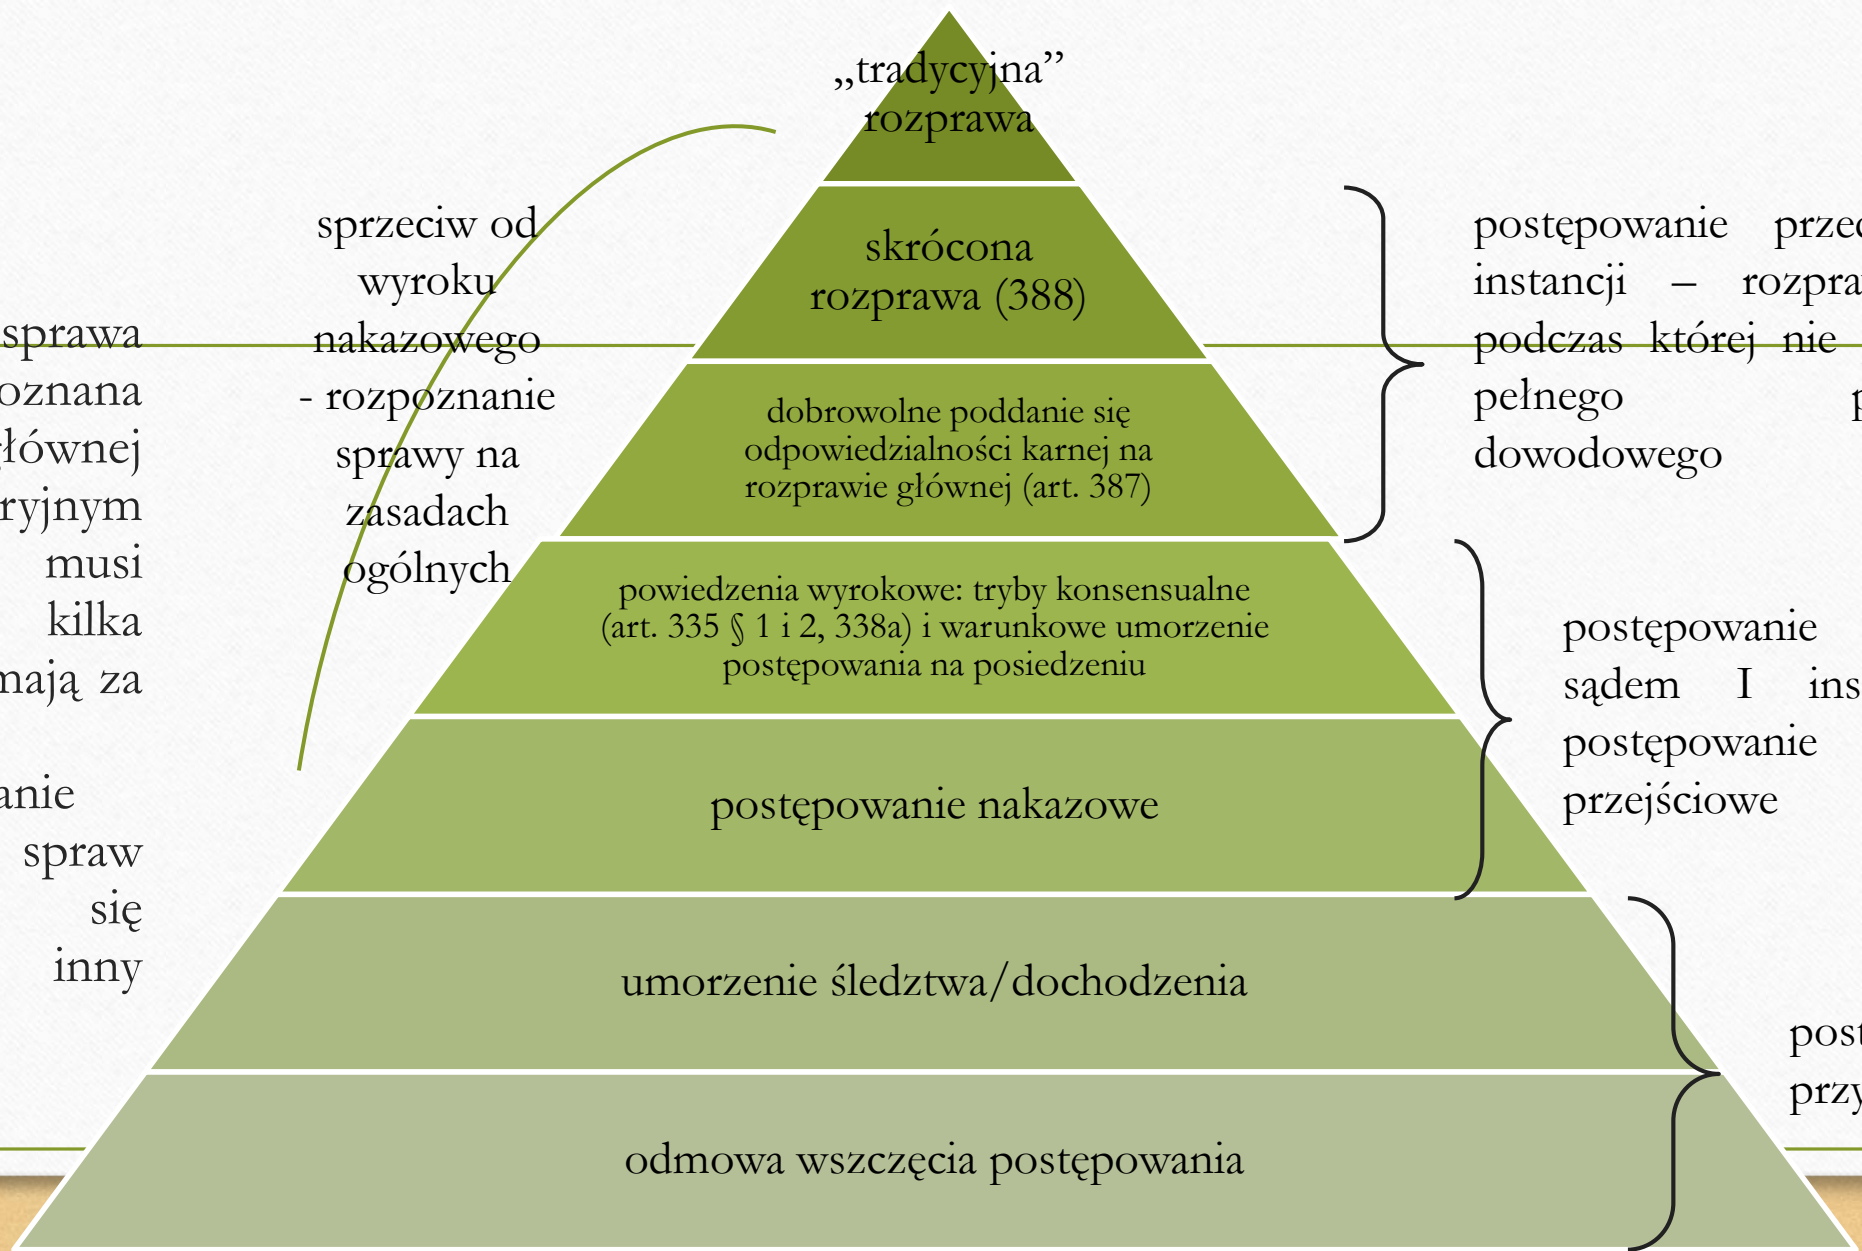 „tradycyjna”
rozprawa
skrócona
rozprawa (388)
dobrowolne poddanie się
odpowiedzialności karnej na
rozprawie głównej (art. 387)
powiedzenia wyrokowe: tryby konsensualne
(art. 335 § 1 i 2, 338a) i warunkowe umorzenie
postępowania na posiedzeniu
postępowanie nakazowe
umorzenie śledztwa/dochodzenia
odmowa wszczęcia postępowania
sprzeciw od
wyroku
nakazowego
- rozpoznanie
sprawy na
zasadach
ogólnych
sprawa
musi
kilka
mają za
spraw
się
inny
postępowanie
instancji –
podczas której nie
pełnego
dowodowego
postępowanie
sądem I
postępowanie
przejściowe